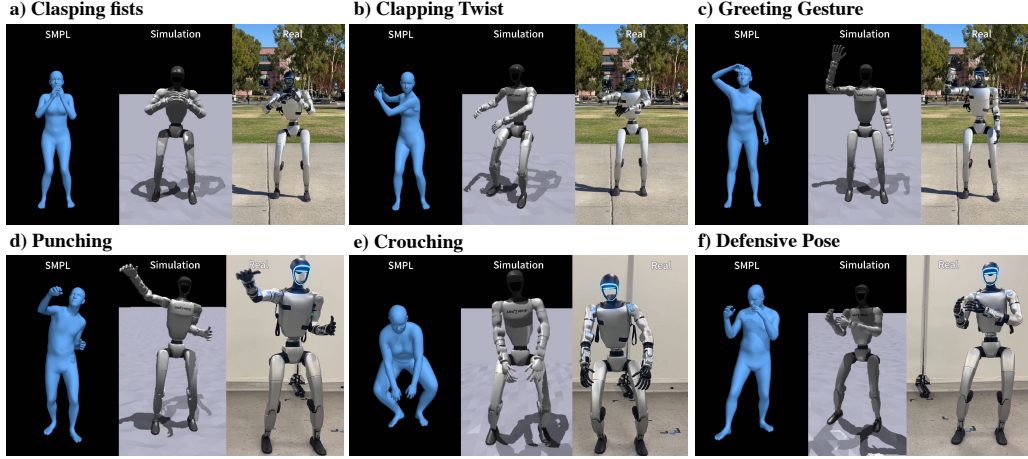 a) Clasping fists
SMPL
Simulation
Real
b) Clapping Twist
SMPL
Simulation
Real
c) Greeting Gesture
SMPL
Simulation
Real
d) Punching
SMPL
Simulation
Real
e) Crouching
SMPL
Simulation
Real
f) Defensive Pose
SMPL
Simulation
Real